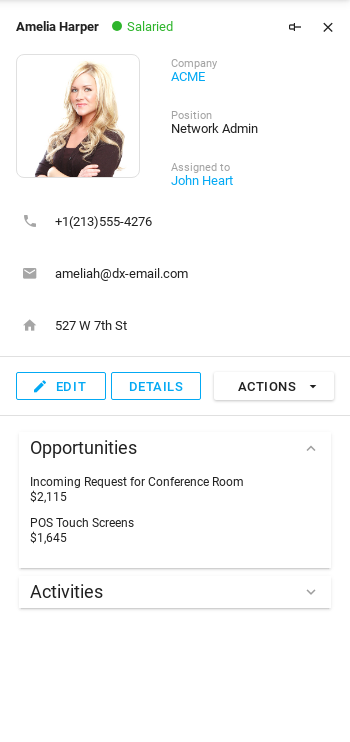 Amelia Harper
Salaried
Company
ACME
Position
Network Admin
Assigned to
John Heart
+1(213)555-4276
ameliah@dx-email.com
527 W 7th St
EDIT
DETAILS
ACTIONS
Opportunities
Incoming Request for Conference Room
$2,115
POS Touch Screens
$1,645
Activities